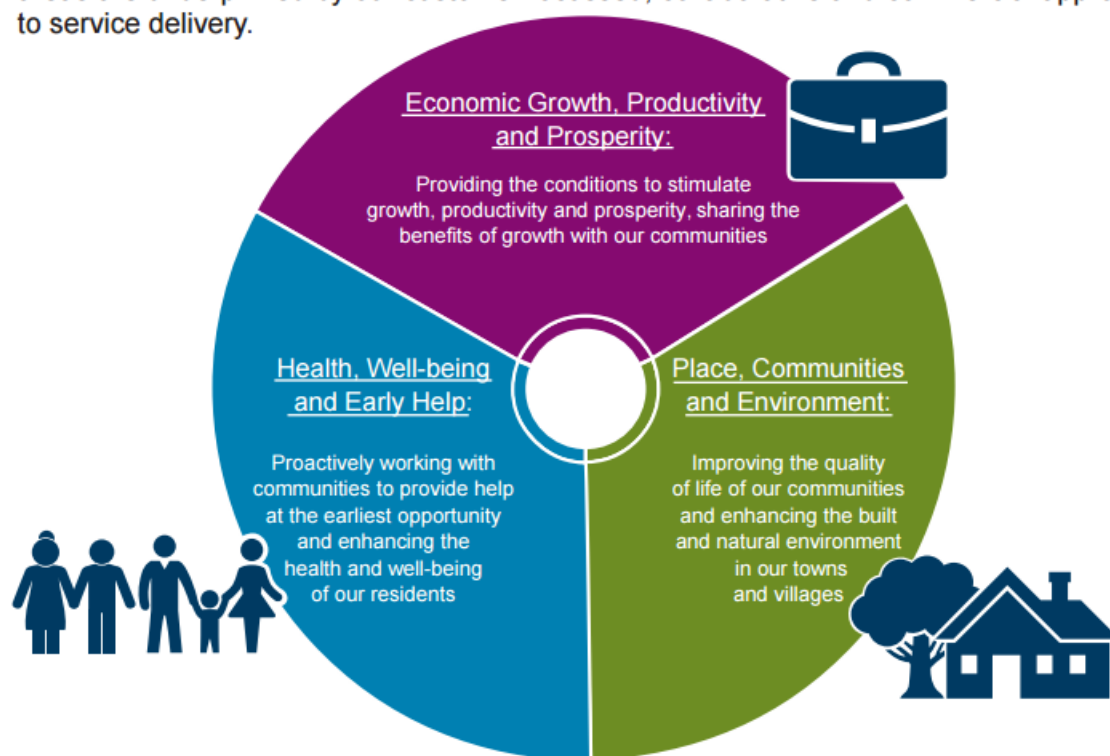 to service delivery.
Economic Growth, Productivity
and Prosperity:
Providing the conditions to stimulate
growth, productivity and prosperity, sharing the
benefits of growth with our communities
Health, Well-being
and Early Help:
Proactively working with
communities to provide help
at the earliest opportunity
and enhancing the
health and well-being
of our residents
Place, Communities
and Environment:
Improving the quality
of life of our communities
and enhancing the built
and natural environment
in our towns
and villages